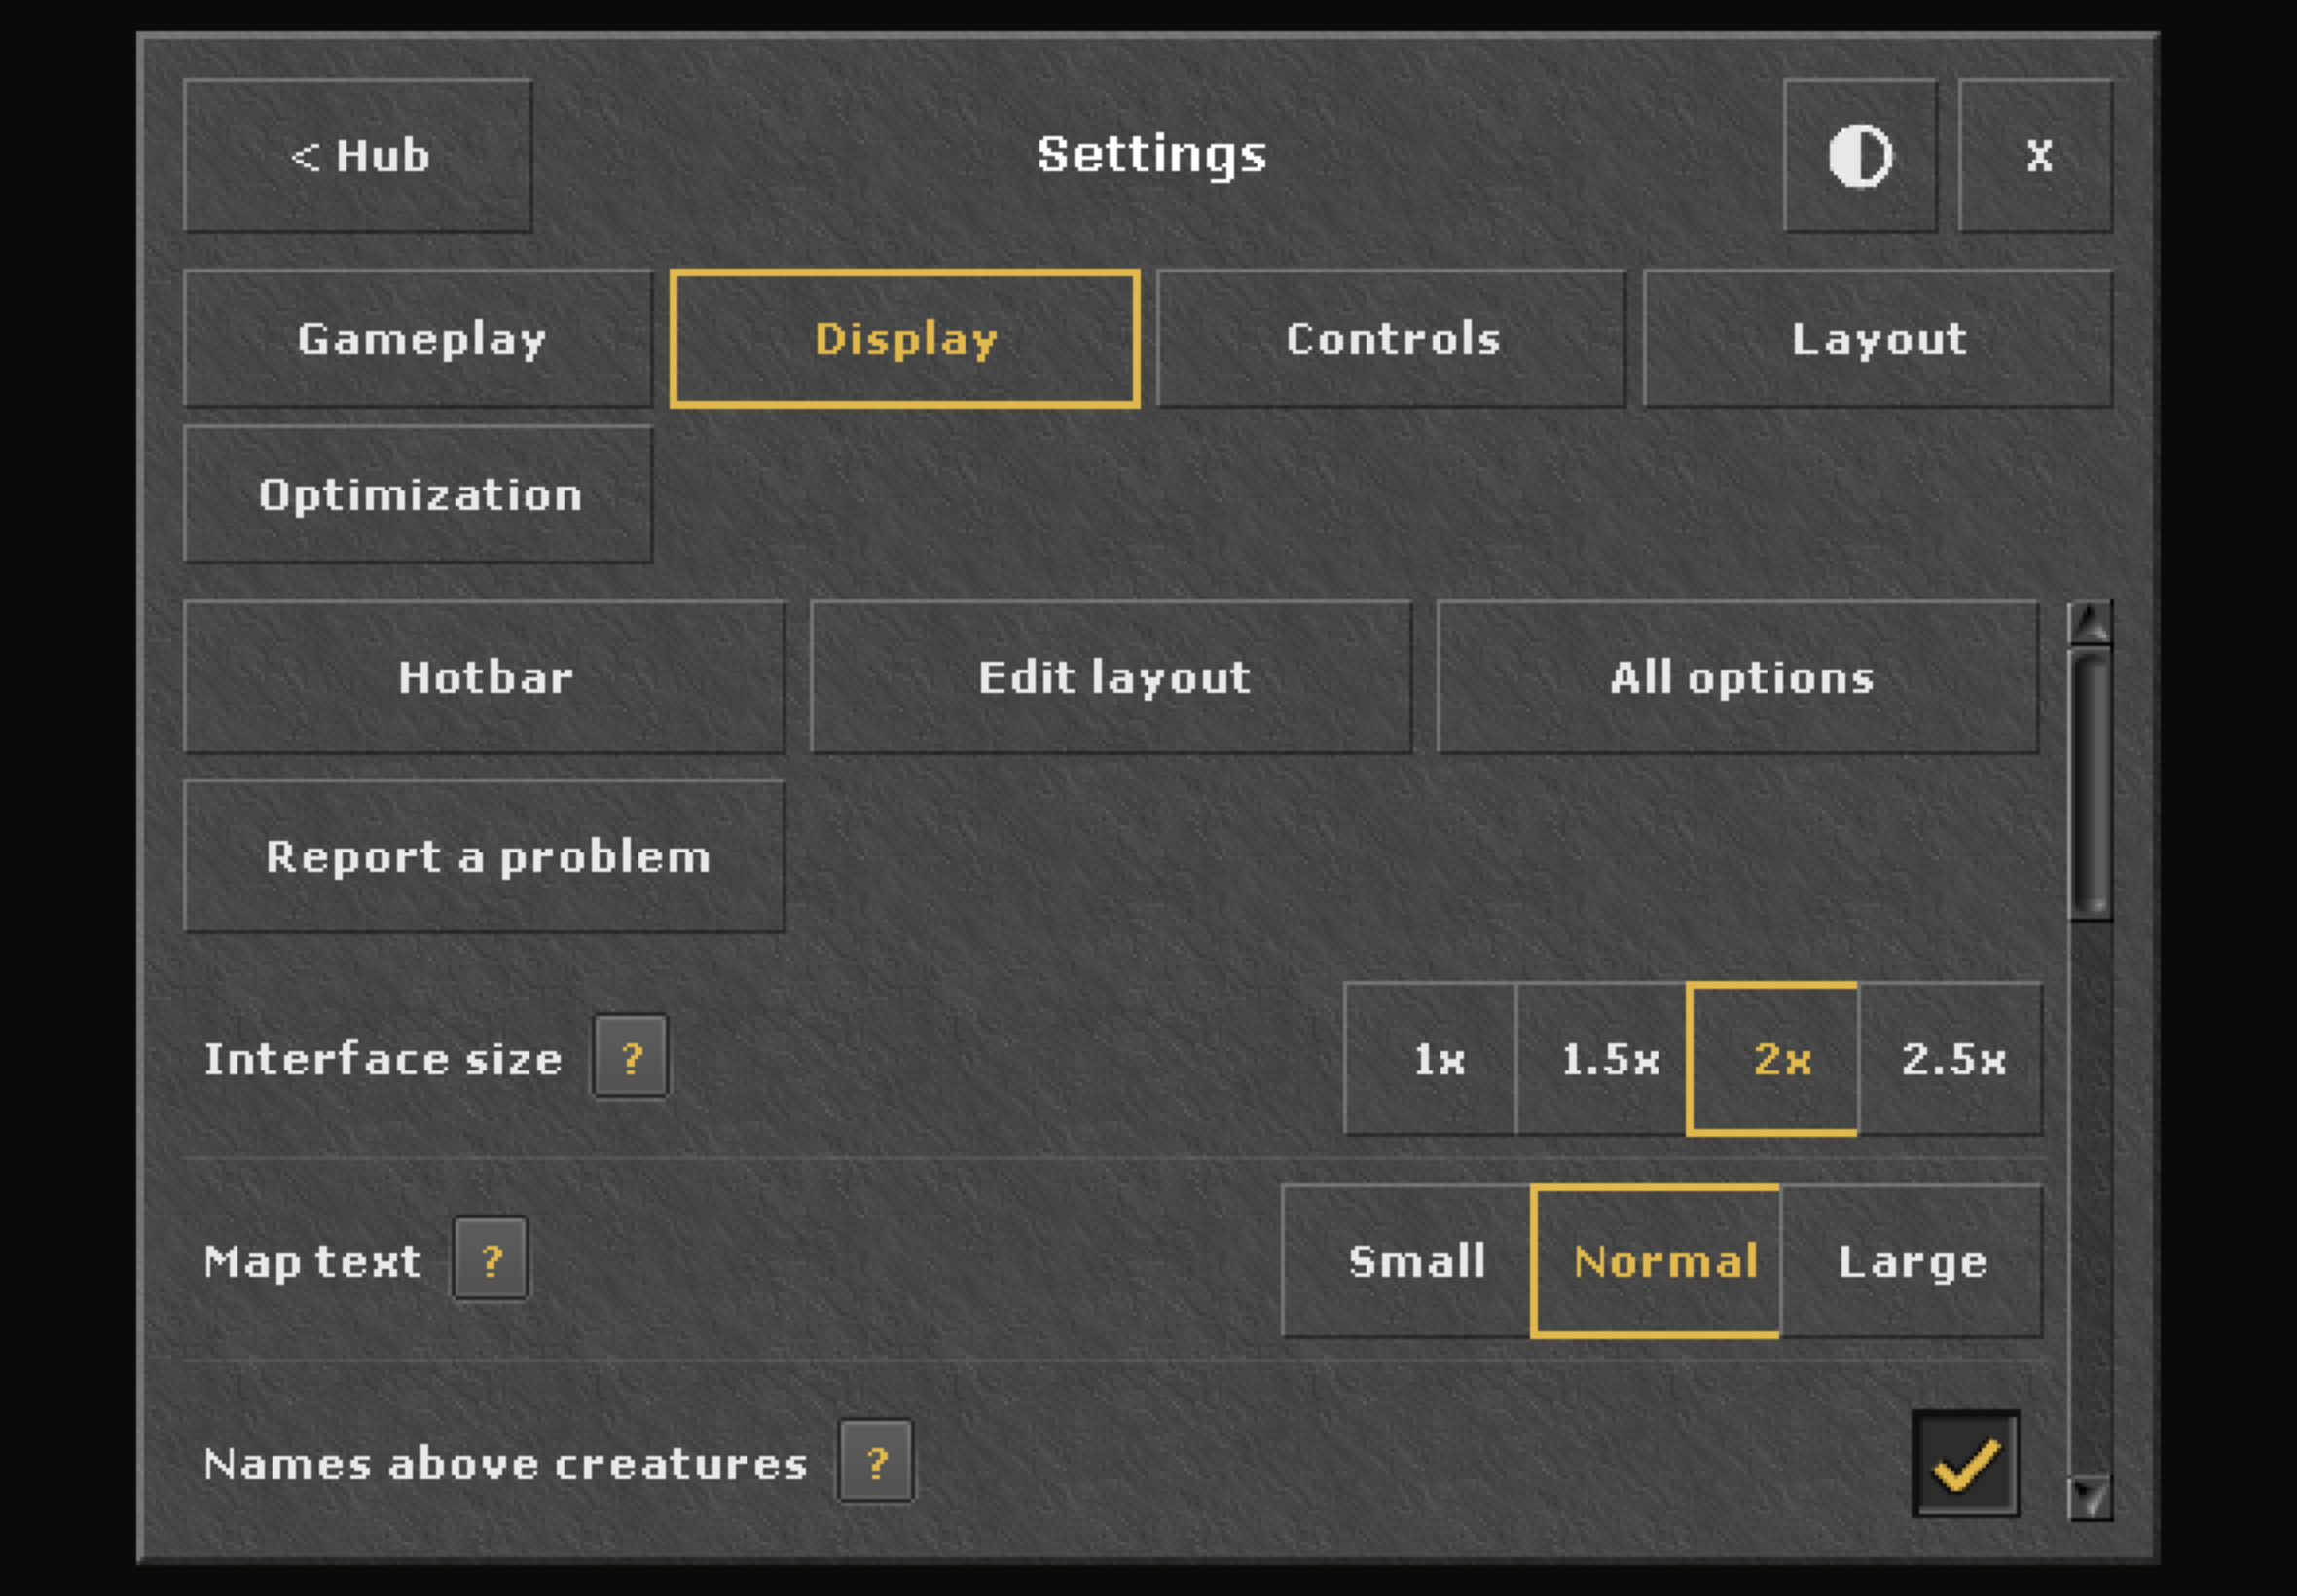 < Hub
Settings
x
Gameplay
Display
Controls
Layout
Optimization
Hotbar
Edit layout
All options
Report a problem
Interface size
?
1x
1.5x
2x
2.5x
Map text
?
Small
Normal
Large
Names above creatures
?